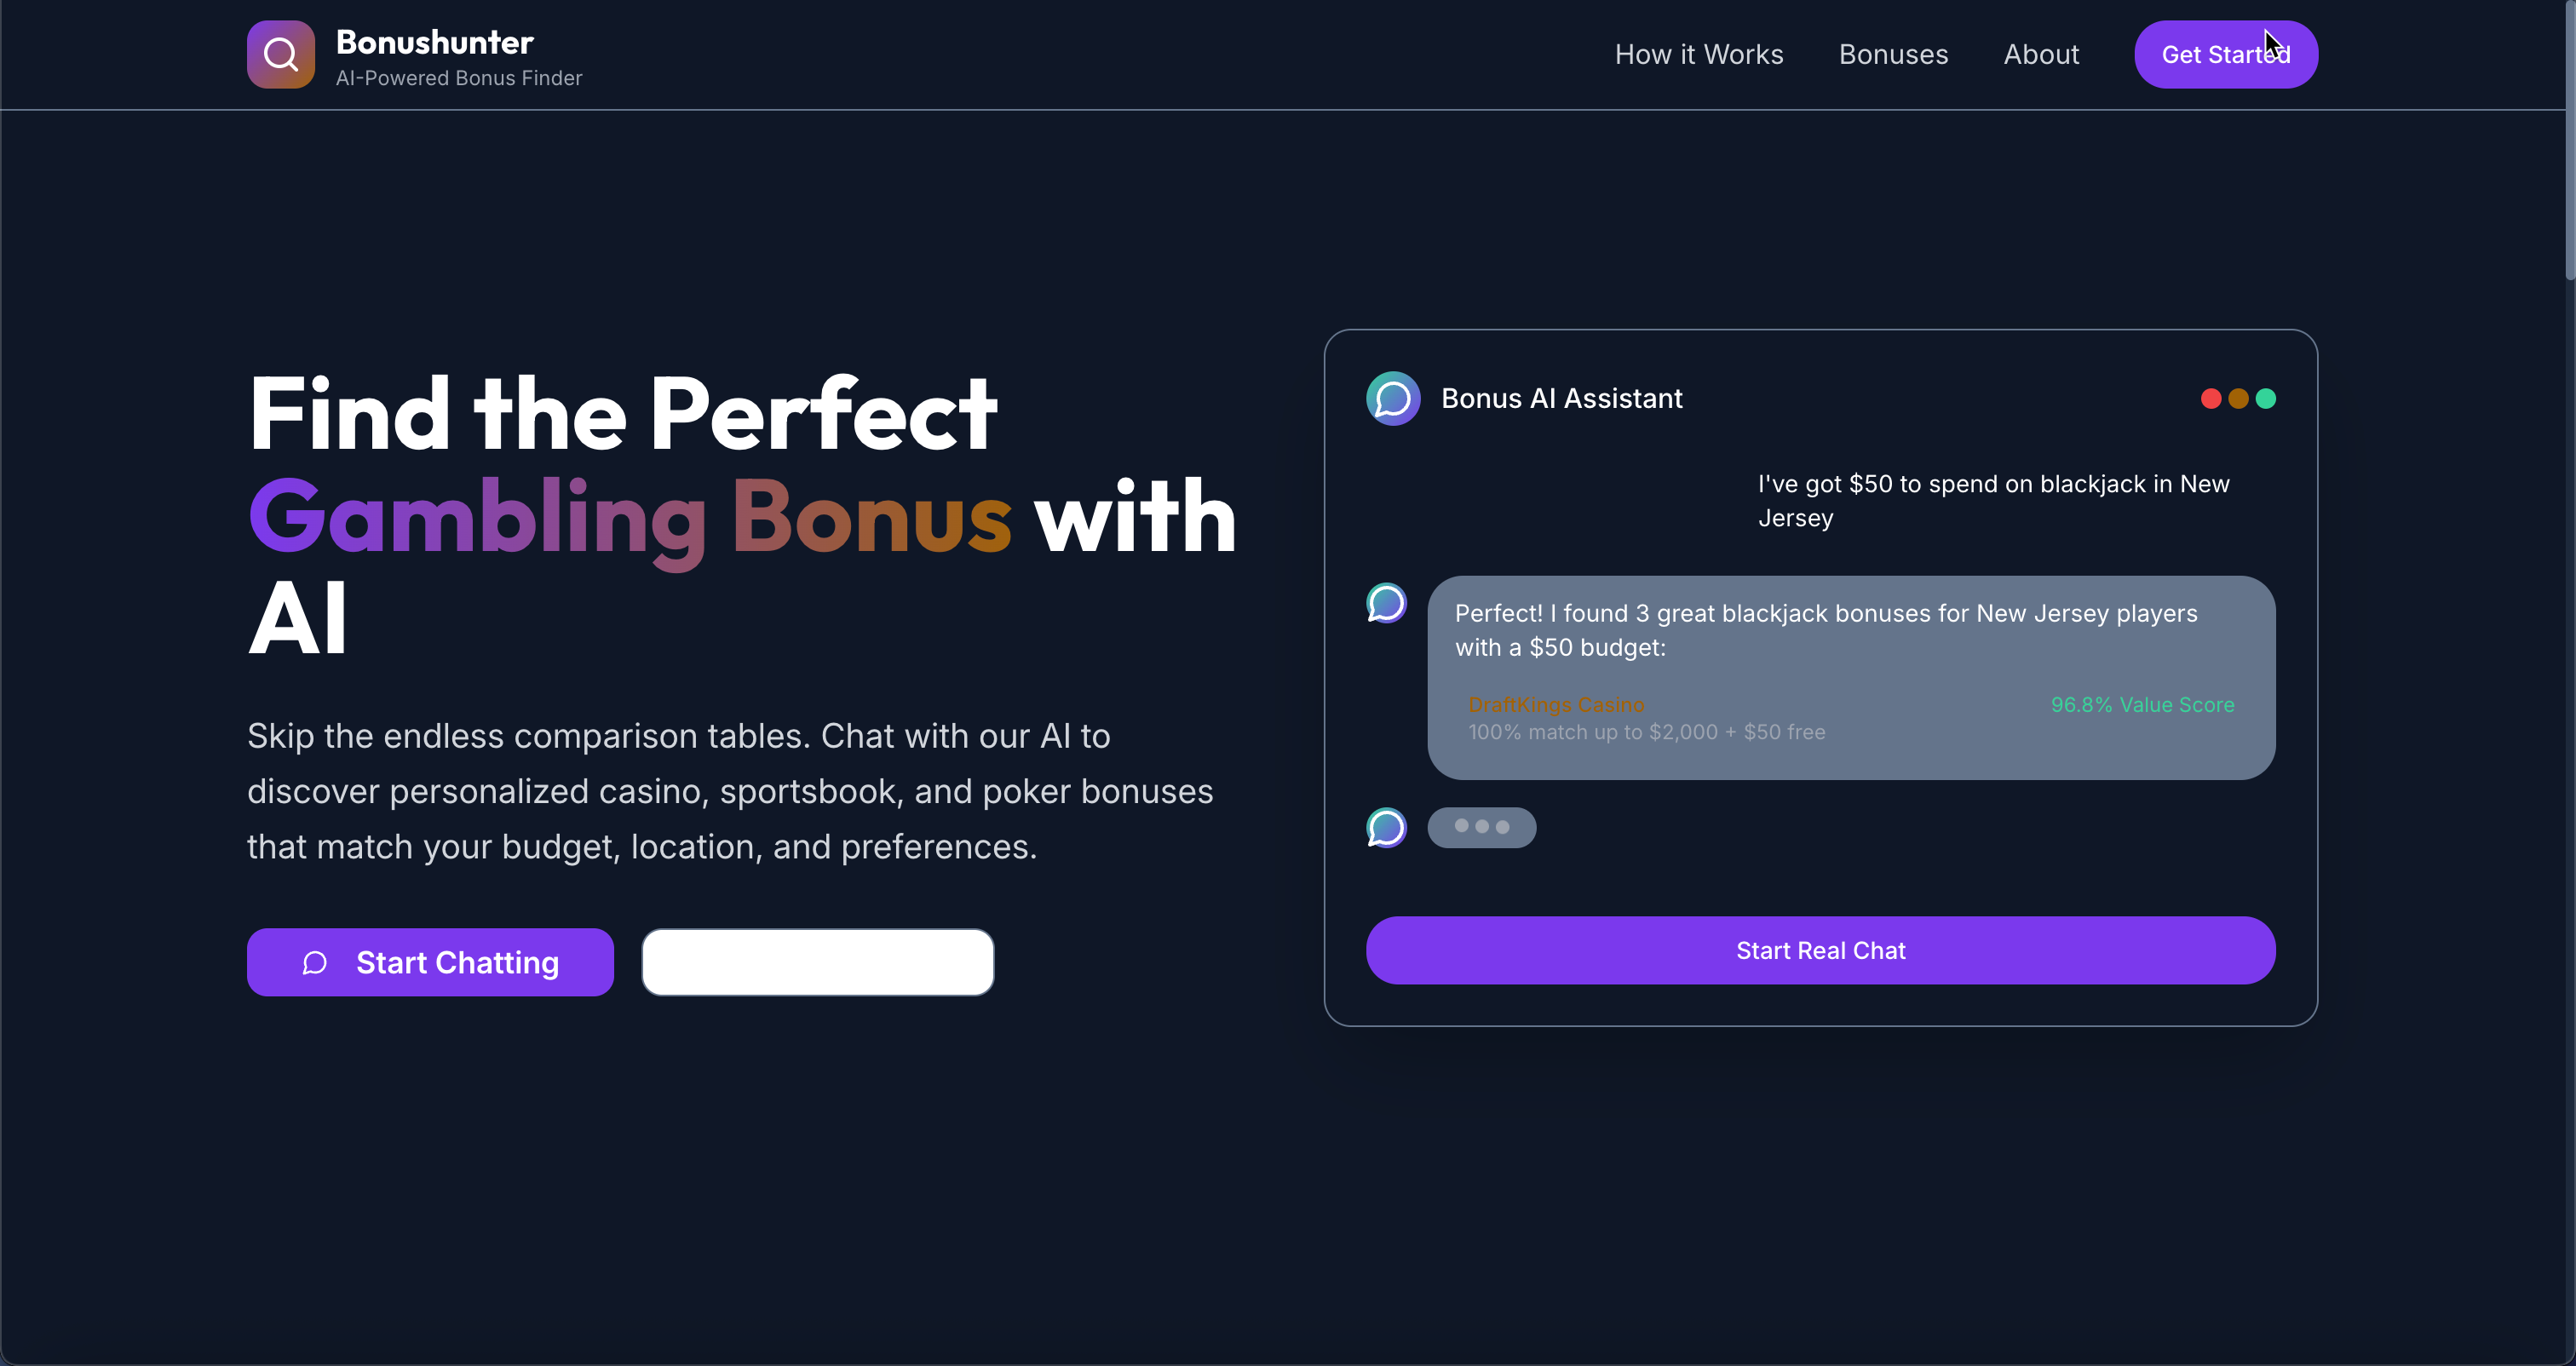 Bonushunter
AI-Powered Bonus Finder
How it Works
Bonuses
About
Get Started
Find the Perfect
Gambling Bonus with
AI
Skip the endless comparison tables. Chat with our AI to
discover personalized casino, sportsbook, and poker bonuses
that match your budget, location, and preferences.
Start Chatting
Bonus AI Assistant
I've got $50 to spend on blackjack in New
Jersey
Perfect! I found 3 great blackjack bonuses for New Jersey players
with a $50 budget:
DraftKings Casino
96.8% Value Score
100% match up to $2,000 + $50 free
Start Real Chat